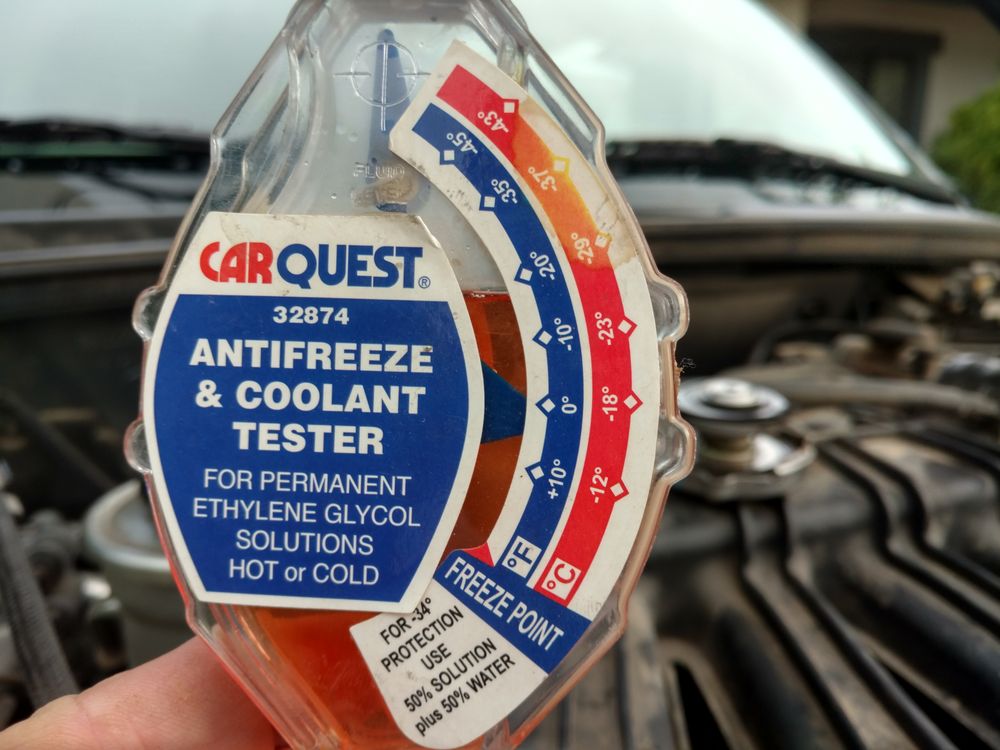 FLUID
CARQUEST®
32874
ANTIFREEZE
& COOLANT
TESTER
FOR PERMANENT
ETHYLENE GLYCOL
SOLUTIONS
HOT or COLD
-45°
-35°
-20°
-10°
0°
+10°
°F
-43°
-37°
-29°
-23°
-18°
-12°
°C
FREEZE POINT
FOR -34°
PROTECTION
USE
50% SOLUTION
plus 50% WATER